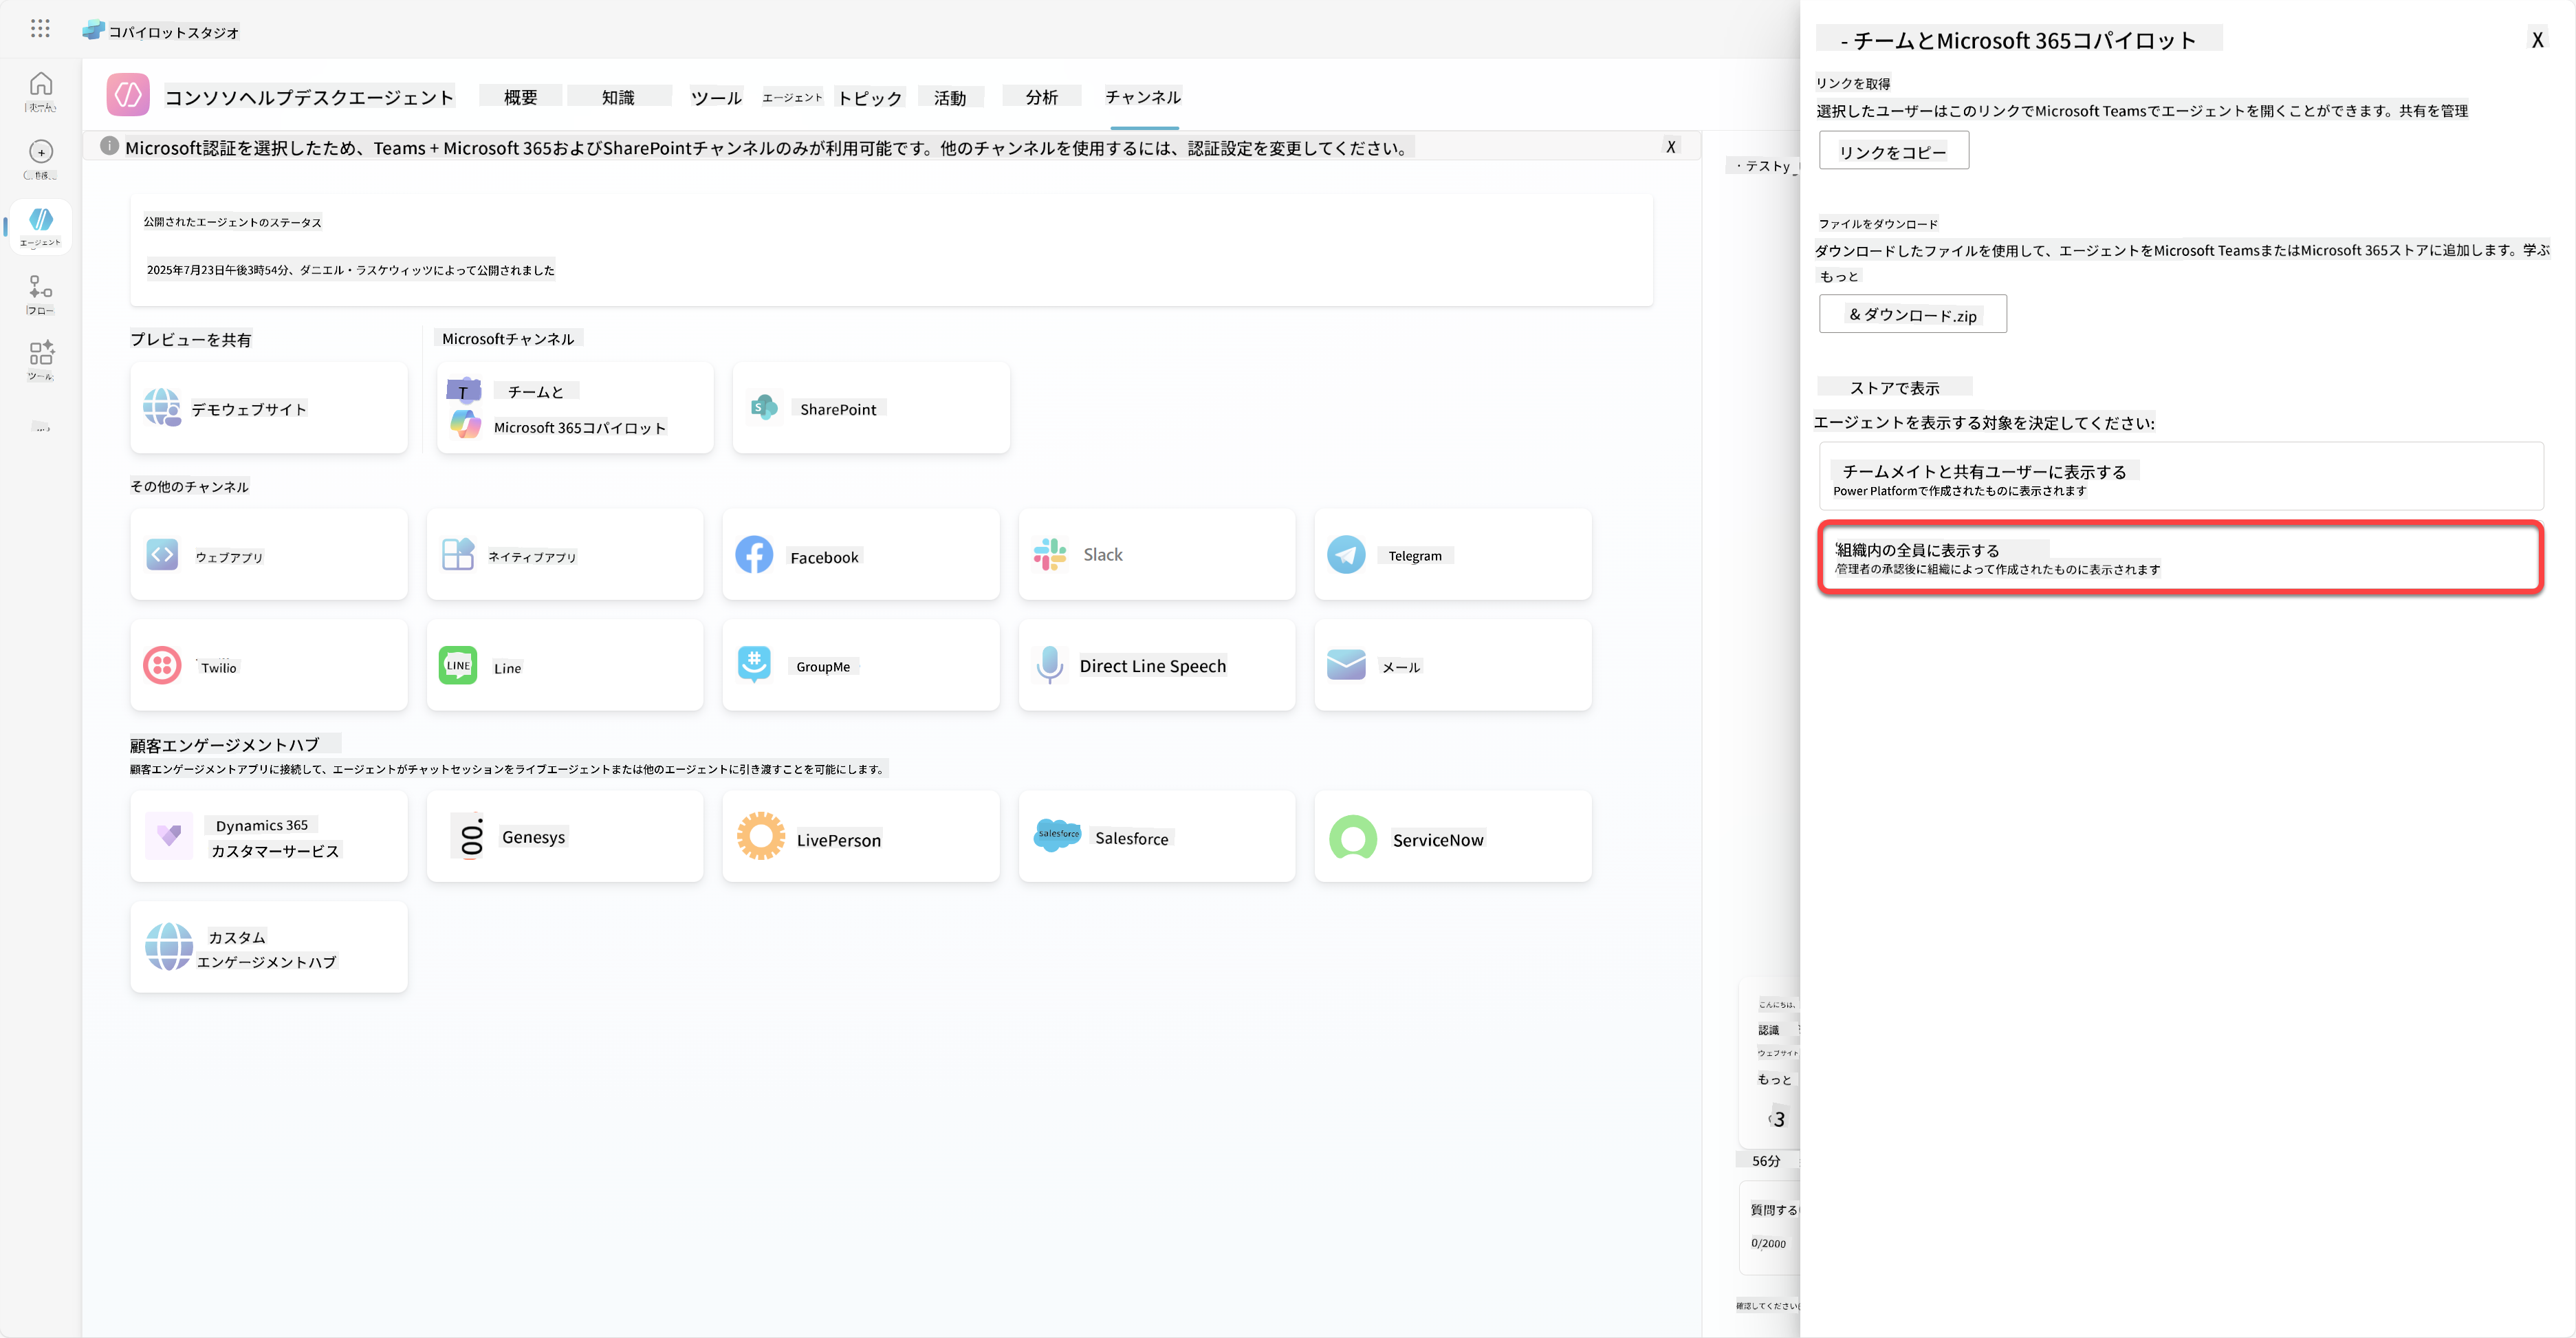 コパイロットスタジオ
ホーム
エージェント
フロー
ツール
コンソソヘルプデスクエージェント
概要
知識
ツール
エージェント
トピック
活動
分析
チャンネル
Microsoft認証を選択したため、Teams + Microsoft 365およびSharePointチャンネルのみが利用可能です。他のチャンネルを使用するには、認証設定を変更してください。
X
公開されたエージェントのステータス
2025年7月23日午後3時54分、ダニエル・ラスケウィッツによって公開されました
プレビューを共有
Microsoftチャンネル
デモウェブサイト
T
チームと
Microsoft 365コパイロット
S
SharePoint
その他のチャンネル
ウェブアプリ
ネイティブアプリ
Facebook
Slack
Telegram
Twilio
LINE
Line
GroupMe
Direct Line Speech
メール
顧客エンゲージメントハブ
顧客エンゲージメントアプリに接続して、エージェントがチャットセッションをライブエージェントまたは他のエージェントに引き渡すことを可能にします。
Dynamics 365
カスタマーサービス
Genesys
LivePerson
salesforce
Salesforce
ServiceNow
カスタム
エンゲージメントハブ
· テストy
こんにちは、
認識
ウェブサイト
もっと
3
56分
質問する
0/2000
確認してください
- チームとMicrosoft 365コパイロット
X
リンクを取得
選択したユーザーはこのリンクでMicrosoft Teamsでエージェントを開くことができます。共有を管理
リンクをコピー
ファイルをダウンロード
ダウンロードしたファイルを使用して、エージェントをMicrosoft TeamsまたはMicrosoft 365ストアに追加します。学ぶ
もっと
& ダウンロード.zip
ストアで表示
エージェントを表示する対象を決定してください:
チームメイトと共有ユーザーに表示する
Power Platformで作成されたものに表示されます
組織内の全員に表示する
管理者の承認後に組織によって作成されたものに表示されます